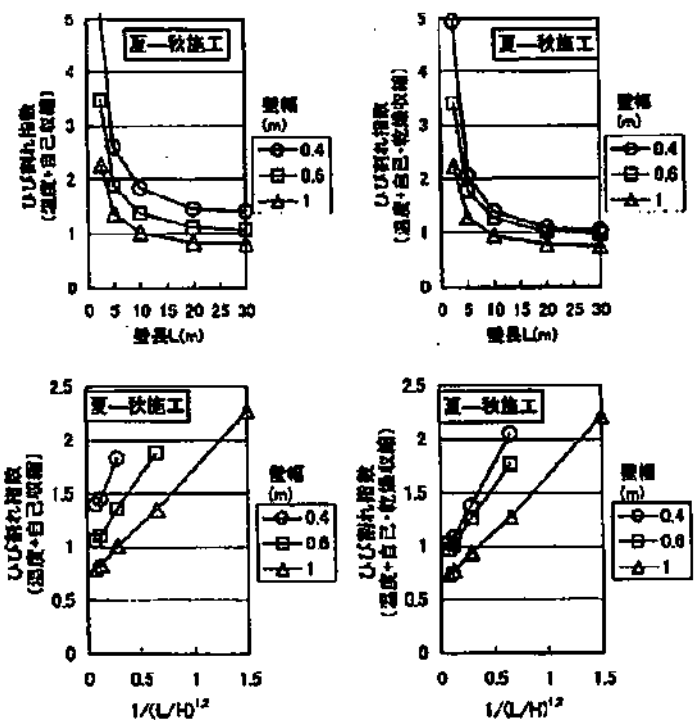 夏―秋施工
ひび割れ指数
(温度+自己収縮)
5
4
3
2
1
0
0 5 10 15 20 25 30
壁長L(m)
壁幅
(m)
0.4
0.6
1
夏―秋施工
ひび割れ指数
(温度+自己・乾燥収縮)
5
4
3
2
1
0
0 5 10 15 20 25 30
壁長L(m)
壁幅
(m)
0.4
0.6
1
夏―秋施工
ひび割れ指数
(温度+自己収縮)
2.5
2
1.5
1
0.5
0
0 0.5 1 1.5
1/(L/H)^1.2
壁幅
(m)
0.4
0.6
1
夏―秋施工
ひび割れ指数
(温度+自己・乾燥収縮)
2.5
2
1.5
1
0.5
0
0 0.5 1 1.5
1/(L/H)^1.2
壁幅
(m)
0.4
0.6
1